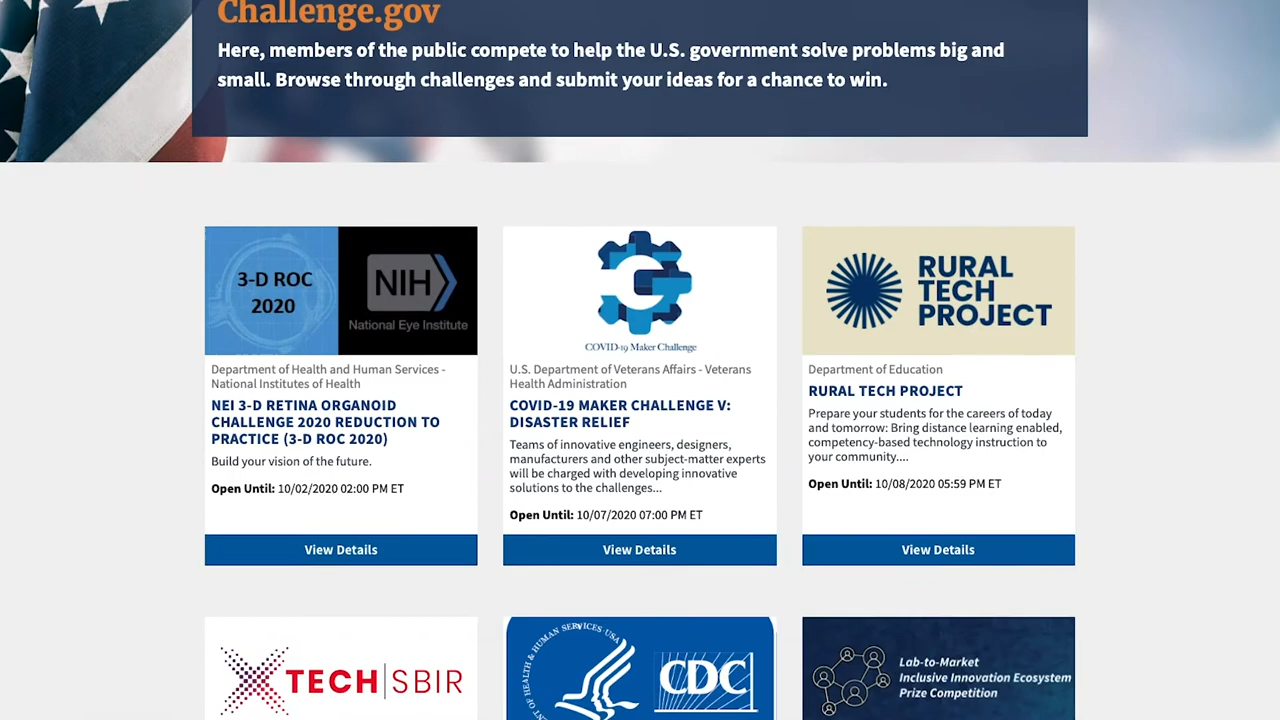 Challenge.gov
Here, members of the public compete to help the U.S. government solve problems big and
small. Browse through challenges and submit your ideas for a chance to win.
3-D ROC
2020
NIH
National Eye Institute
Department of Health and Human Services -
National Institutes of Health
NEI 3-D RETINA ORGANOID
CHALLENGE 2020 REDUCTION TO
PRACTICE (3-D ROC 2020)
Build your vision of the future.
Open Until: 10/02/2020 02:00 PM ET
View Details
COVID-19 Maker Challenge
U.S. Department of Veterans Affairs - Veterans
Health Administration
COVID-19 MAKER CHALLENGE V:
DISASTER RELIEF
Teams of innovative engineers, designers,
manufacturers and other subject-matter experts
will be charged with developing innovative
solutions to the challenges...
Open Until: 10/07/2020 07:00 PM ET
View Details
RURAL
TECH
PROJECT
Department of Education
RURAL TECH PROJECT
Prepare your students for the careers of today
and tomorrow: Bring distance learning enabled,
competency-based technology instruction to
your community....
Open Until: 10/08/2020 05:59 PM ET
View Details
TECH SBIR
OF HEALTH & HUMAN SERVICES·USA
CDC
Lab-to-Market
Inclusive Innovation Ecosystem
Prize Competition